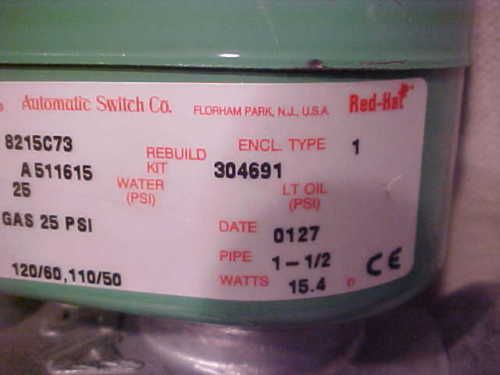 Automatic Switch Co. FLORHAM PARK, N.J., U.S.A. Red-Hat
8215C73 ENCL. TYPE 1
REBUILD KIT 304691
A511615
25 WATER (PSI) LT OIL (PSI)
GAS 25 PSI DATE 0127
PIPE 1-1/2 CE
120/60,110/50 WATTS 15.4 D